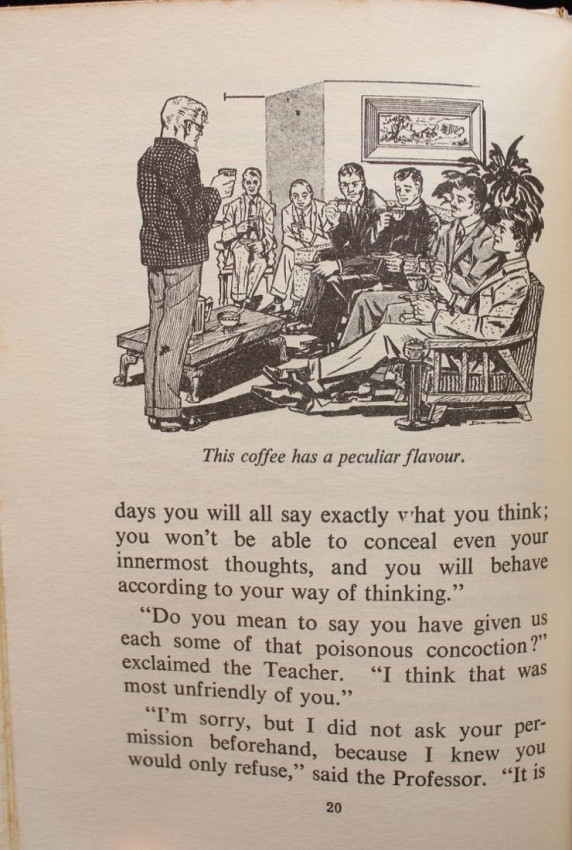 This coffee has a peculiar flavour.
days you will all say exactly what you think;
you won't be able to conceal even your
innermost thoughts, and you will behave
according to your way of thinking.”
“Do you mean to say you have given us
each some of that poisonous concoction?”
exclaimed the Teacher. “I think that was
most unfriendly of you.”
“I'm sorry, but I did not ask your per-
mission beforehand, because I knew you
would only refuse,” said the Professor. “It is
20